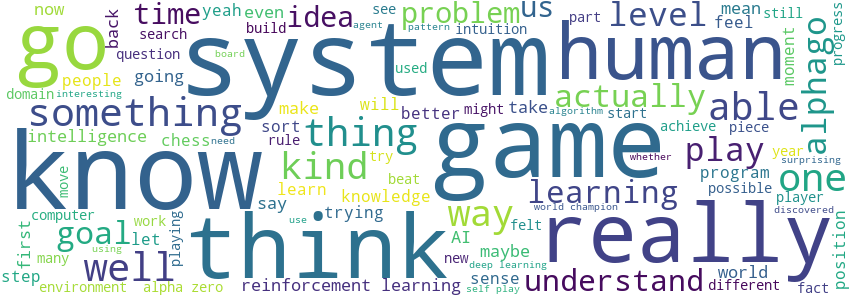 now yeah even idea problem us see part mean still
go back time search build agent pattern intuition level feel moment progress
question system human
people going board used actually alphago
domain interesting make will better might take start able
something sort thing algorithm achieve piece
intelligence chess need rule kind try game whether play year
know move learn beat knowledge learning program possible surprising one
computer say trying think way felt world champion player discovered
first goal let work playing use AI maybe really position
step many using well new deep learning sense understand world different fact
environment alpha zero reinforcement learning self play